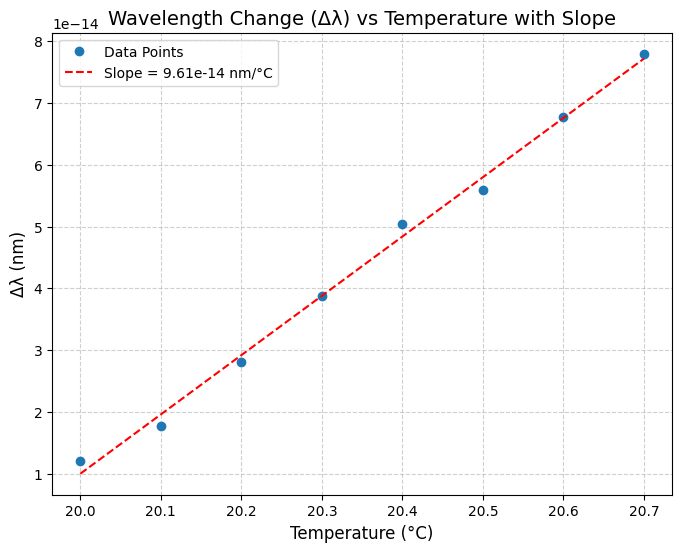 Wavelength Change (Δλ) vs Temperature with Slope
1e−14
Data Points
Slope = 9.61e-14 nm/°C
8
7
6
5
4
3
2
1
Δλ (nm)
20.0 20.1 20.2 20.3 20.4 20.5 20.6 20.7
Temperature (°C)